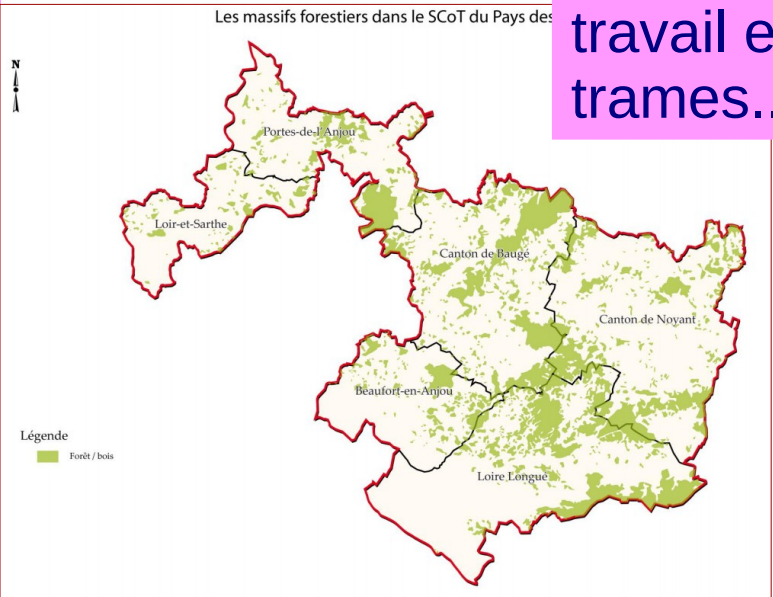 Les massifs forestiers dans le SCoT du Pays des
travail e
trames..
N
Portes-de-l'Anjou
Loir-et-Sarthe
Canton de Baugé
Canton de Noyant
Beaufort-en-Anjou
Légende
Forêt / bois
Loire Longué